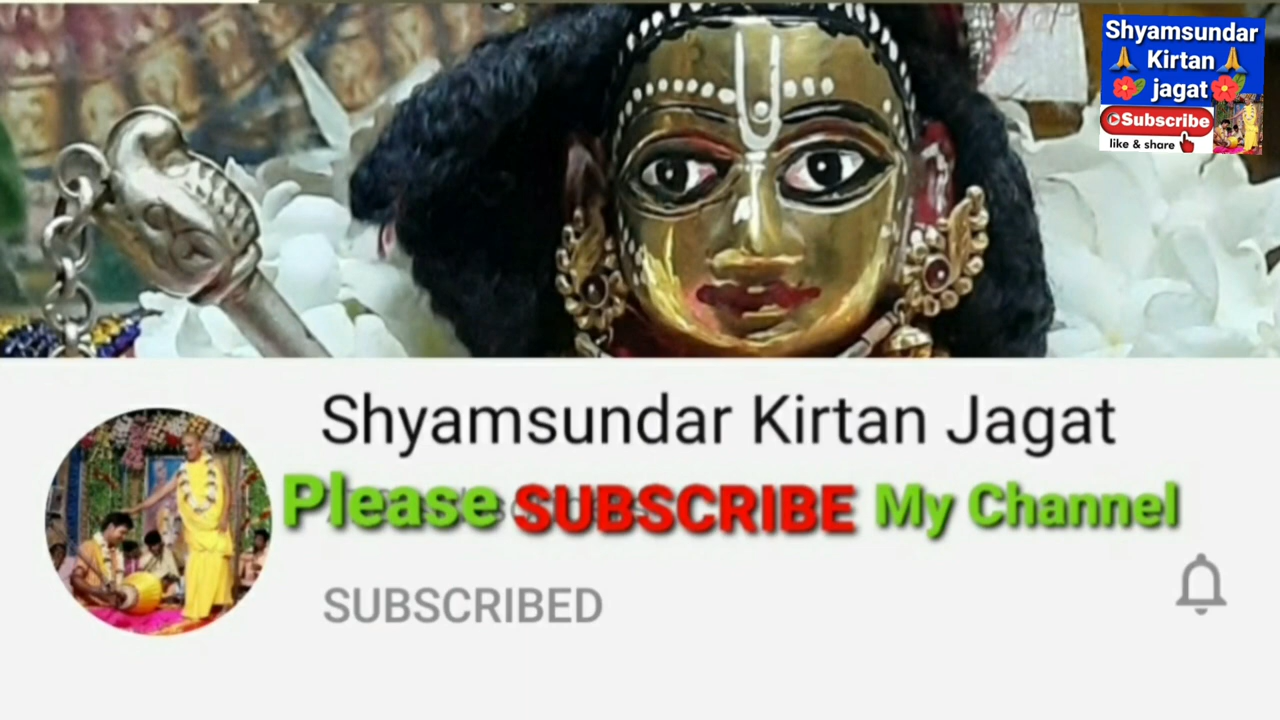 Shyamsundar
🙏 Kirtan 🙏
🌺 jagat 🌺
Subscribe
like & share
Shyamsundar Kirtan Jagat
Please SUBSCRIBE My Channel
SUBSCRIBED